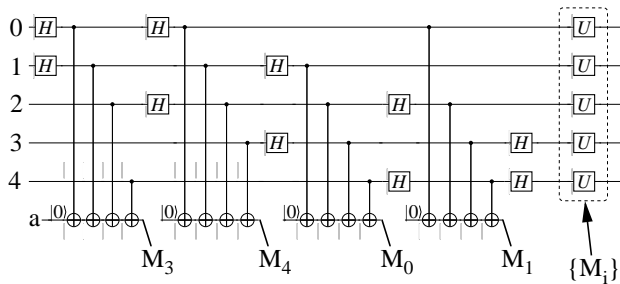 0 H H
1 H H U
2 H H U
3 H H U
4 H H U
a |0⟩ |0⟩ |0⟩ |0⟩
M₃ M₄ M₀ M₁ {Mᵢ}